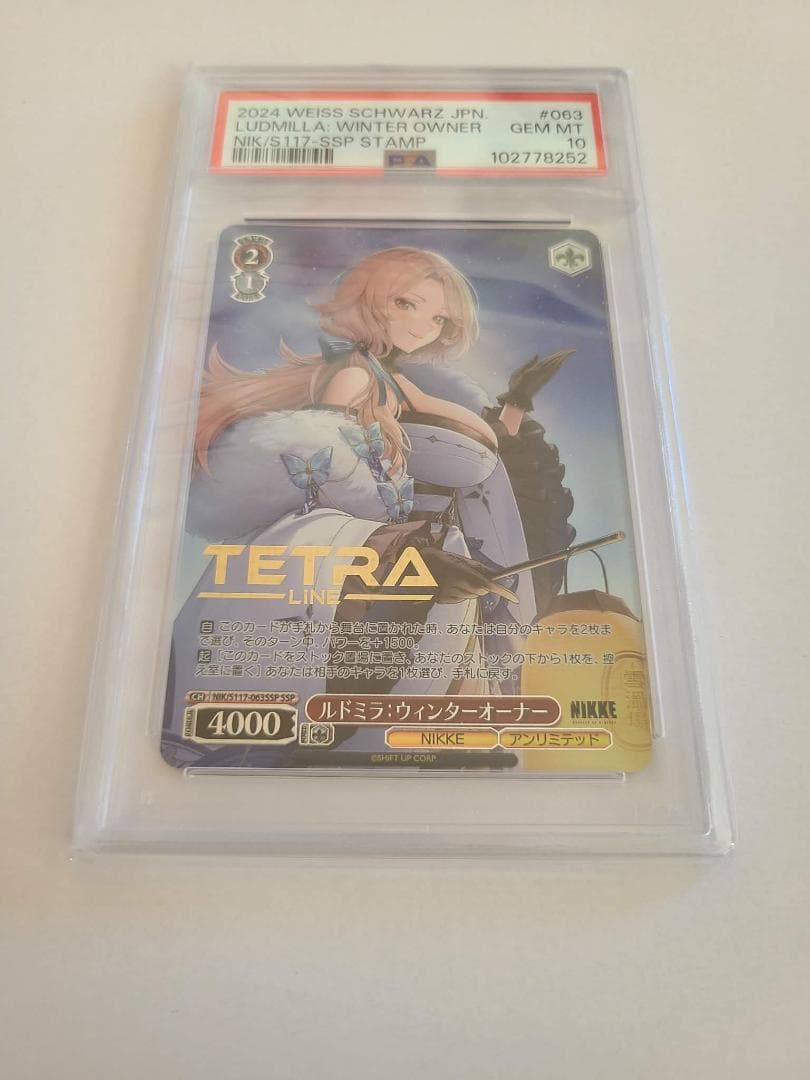 2024 WEISS SCHWARZ JPN. #063
LUDMILLA: WINTER OWNER GEM MT
NIK/S117-SSP STAMP 10
PSA 102778252
2
1
TETRA
LINE
自 このカードが手札から舞台に置かれた時、あなたは自分のキャラを2枚ま
で選び、そのターン中、パワーを+1500。
起 [このカードをストック置場に置き、あなたのストックの下から1枚を、控
え室に置く] あなたは相手のキャラを1枚選び、手札に戻す。
CH NIK/S117-063SSP SSP
4000 ルドミラ:ウィンターオーナー NIKKE
NIKKE アンリミテッド
©SHIFT UP CORP.